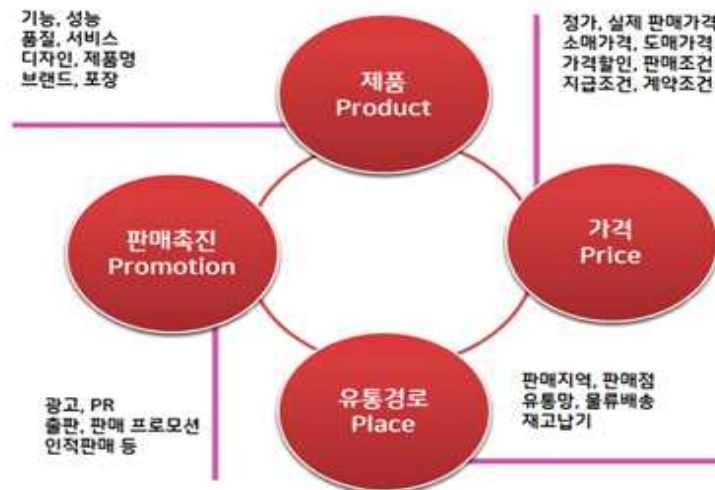 기능, 성능
품질, 서비스
디자인, 제품명
브랜드, 포장
정가, 실제 판매가격
소매가격, 도매가격
가격할인, 판매조건
지급조건, 계약조건
제품
Product
판매촉진
Promotion
가격
Price
유통경로
Place
광고, PR
출판, 판매 프로모션
인적판매 등
판매지역, 판매점
유통망, 물류배송
재고납기